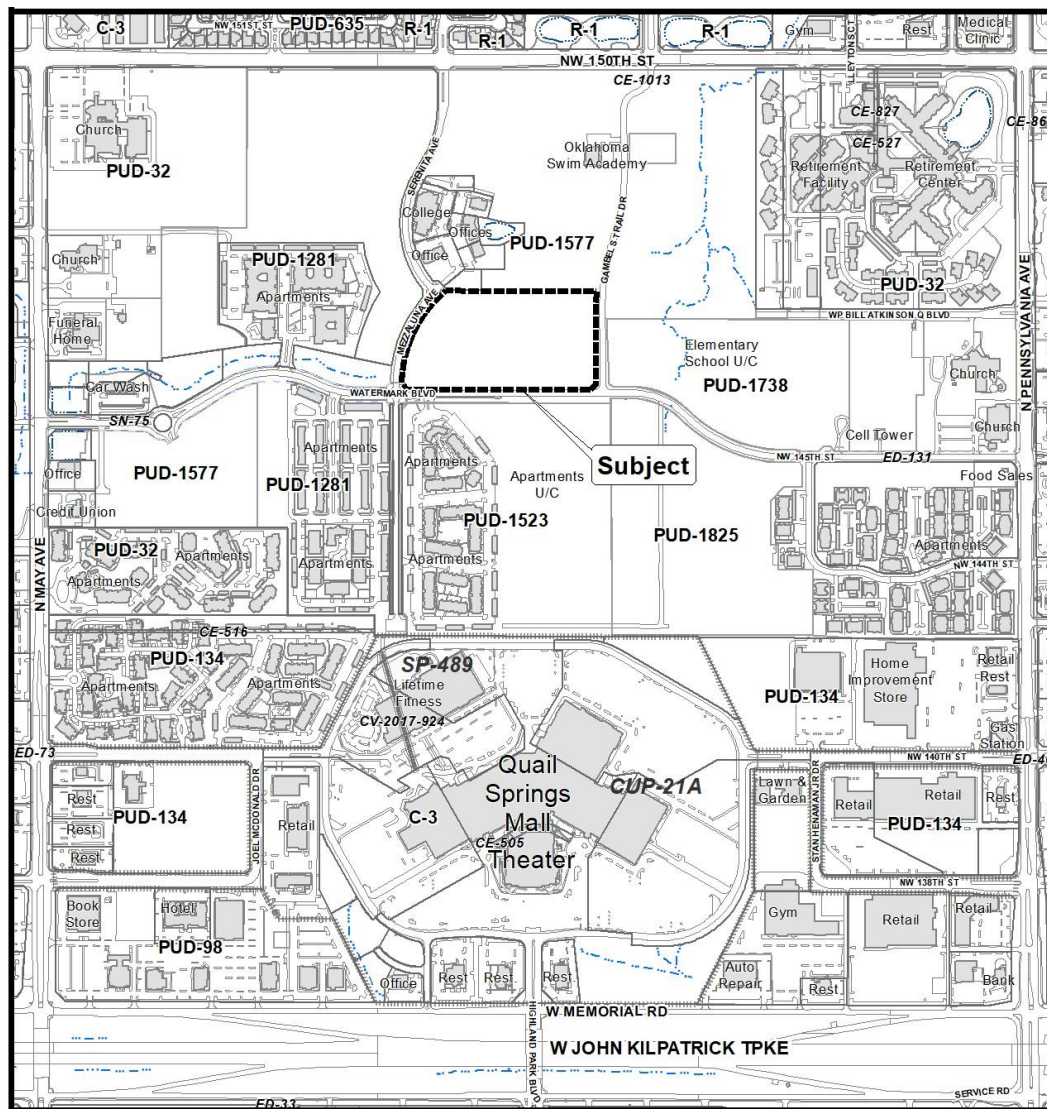 C-3
NW 151ST ST
PUD-635
R-1
R-1
R-1
R-1
Gym
LLEYTONS CT
Rest
Medical
Clinic
NW 150TH ST
CE-1013
Church
PUD-32
SERENITA AVE
Oklahoma
Swim Academy
CE-827
CE-527
Retirement
Facility
Retirement
Center
College
Offices
Office
PUD-1577
GAMBELS TRAIL DR
PUD-32
Church
PUD-1281
Apartments
MEZZALUNA AVE
WP BILL ATKINSON Q BLVD
N PENNSYLVANIA AVE
Funeral
Home
Elementary
School U/C
PUD-1738
Church
Car Wash
WATERMARK BLVD
SN-75
Church
Cell Tower
NW 145TH ST
ED-131
Subject
Office
PUD-1577
Apartments
PUD-1281
Apartments
Apartments
U/C
Food Sales
Credit Union
PUD-1523
PUD-1825
PUD-32
Apartments
Apartments
Apartments
Apartments
Apartments
NW 144TH ST
N MAY AVE
CE-516
PUD-134
Apartments
Apartments
SP-489
Lifetime
Fitness
CV-2017-924
PUD-134
Home
Improvement
Store
Retail
Rest
Gas
Station
ED-73
NW 140TH ST
Quail
Springs
Mall
Theater
CUP-21A
C-3
CE-505
Lawn &
Garden
STAN HENAMAN JR DR
Retail
Retail
Rest
PUD-134
Rest
Rest
Rest
PUD-134
JOEL MCDONALD DR
Retail
NW 138TH ST
Book
Store
Hotel
PUD-98
Gym
Retail
Retail
Office
Rest
Rest
Rest
Auto
Repair
Rest
Bank
W MEMORIAL RD
HIGHLAND PARK BLVD
W JOHN KILPATRICK TPKE
SERVICE RD
ED-33